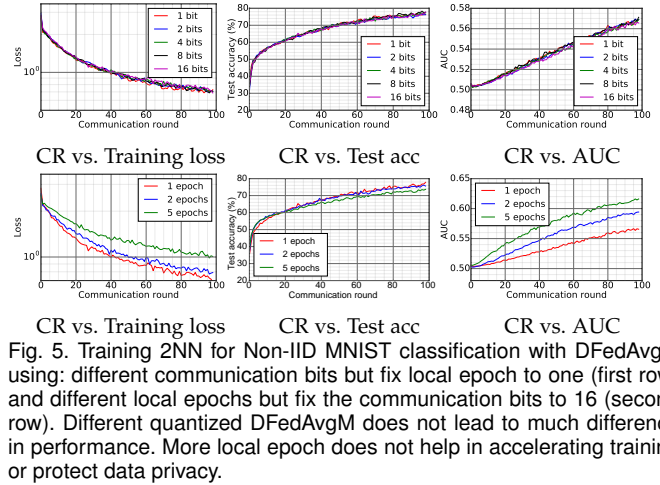 Loss
10⁰
0 20 40 60 80 100
Communication round
1 bit
2 bits
4 bits
8 bits
16 bits
Test accuracy (%)
80
70
60
50
40
30
20
0 20 40 60 80 100
Communication round
1 bit
2 bits
4 bits
8 bits
16 bits
AUC
0.58
0.56
0.54
0.52
0.50
0.48
0 20 40 60 80 100
Communication round
1 bit
2 bits
4 bits
8 bits
16 bits
CR vs. Training loss CR vs. Test acc CR vs. AUC
Loss
10⁰
0 20 40 60 80 100
Communication round
1 epoch
2 epochs
5 epochs
Test accuracy (%)
80
70
60
50
40
30
20
0 20 40 60 80 100
Communication round
1 epoch
2 epochs
5 epochs
AUC
0.65
0.60
0.55
0.50
0 20 40 60 80 100
Communication round
1 epoch
2 epochs
5 epochs
CR vs. Training loss CR vs. Test acc CR vs. AUC
Fig. 5. Training 2NN for Non-IID MNIST classification with DFedAvg
using: different communication bits but fix local epoch to one (first row
and different local epochs but fix the communication bits to 16 (secon
row). Different quantized DFedAvgM does not lead to much differenc
in performance. More local epoch does not help in accelerating trainin
or protect data privacy.